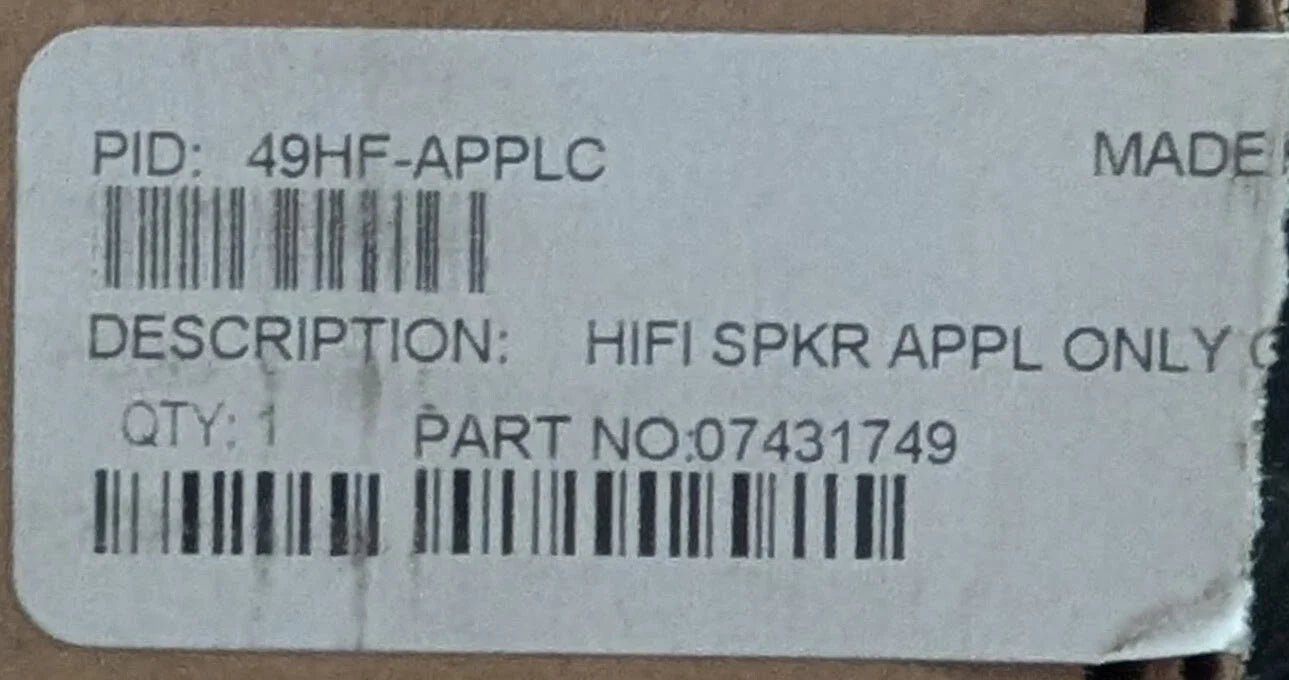 PID: 49HF-APPLC
MADE
DESCRIPTION: HIFI SPKR APPL ONLY
QTY: 1 PART NO:07431749